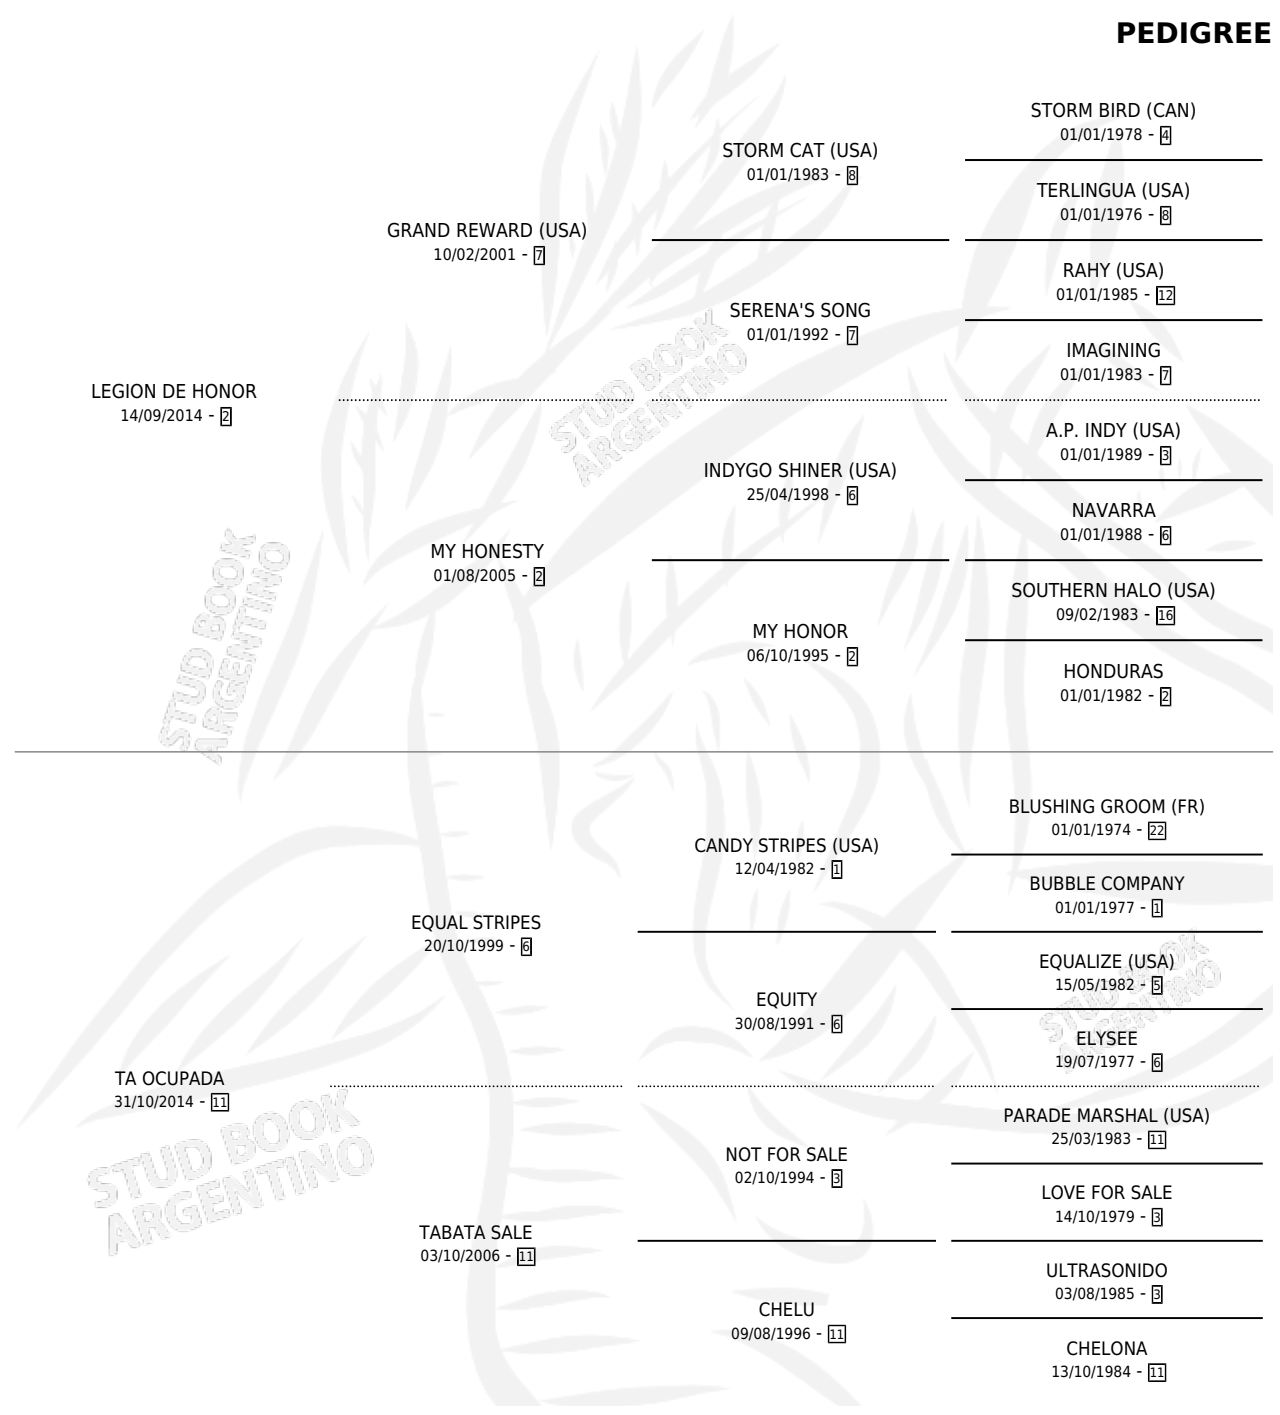 PEDIGREE
STORM BIRD (CAN)
01/01/1978 - 4
STORM CAT (USA)
01/01/1983 - 8
TERLINGUA (USA)
01/01/1976 - 8
GRAND REWARD (USA)
10/02/2001 - 7
RAHY (USA)
01/01/1985 - 12
SERENA'S SONG
01/01/1992 - 7
IMAGINING
01/01/1983 - 7
LEGION DE HONOR
14/09/2014 - 2
A.P. INDY (USA)
01/01/1989 - 3
INDYGO SHINER (USA)
25/04/1998 - 6
NAVARRA
01/01/1988 - 6
MY HONESTY
01/08/2005 - 2
SOUTHERN HALO (USA)
09/02/1983 - 16
MY HONOR
06/10/1995 - 2
HONDURAS
01/01/1982 - 2
BLUSHING GROOM (FR)
01/01/1974 - 22
CANDY STRIPES (USA)
12/04/1982 - 1
BUBBLE COMPANY
01/01/1977 - 1
EQUAL STRIPES
20/10/1999 - 6
EQUALIZE (USA)
15/05/1982 - 5
EQUITY
30/08/1991 - 6
ELYSEE
19/07/1977 - 6
TA OCUPADA
31/10/2014 - 11
PARADE MARSHAL (USA)
25/03/1983 - 11
NOT FOR SALE
02/10/1994 - 3
LOVE FOR SALE
14/10/1979 - 3
TABATA SALE
03/10/2006 - 11
ULTRASONIDO
03/08/1985 - 3
CHELU
09/08/1996 - 11
CHELONA
13/10/1984 - 11
STUD BOOK
ARGENTINO
STUD BOOK
ARGENTINO
STUD BOOK
ARGENTINO
STUD BOOK
ARGENTINO